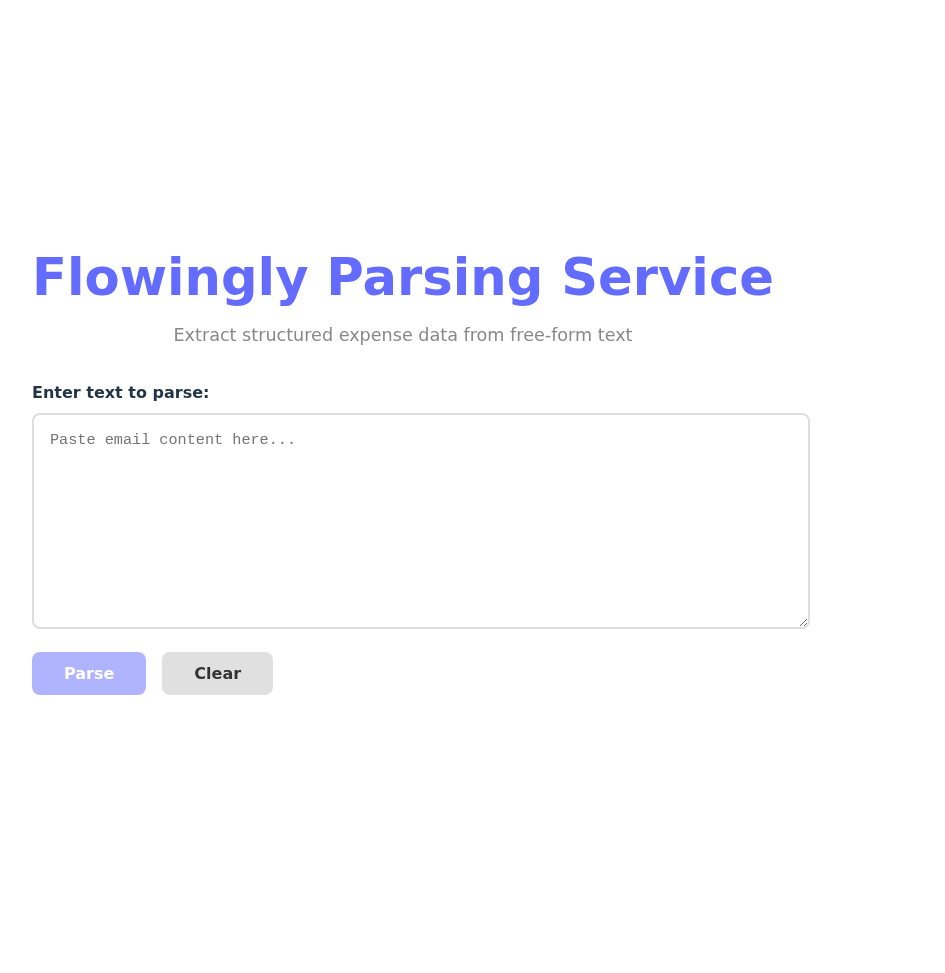 Flowingly Parsing Service
Extract structured expense data from free-form text
Enter text to parse:
Paste email content here...
Parse
Clear